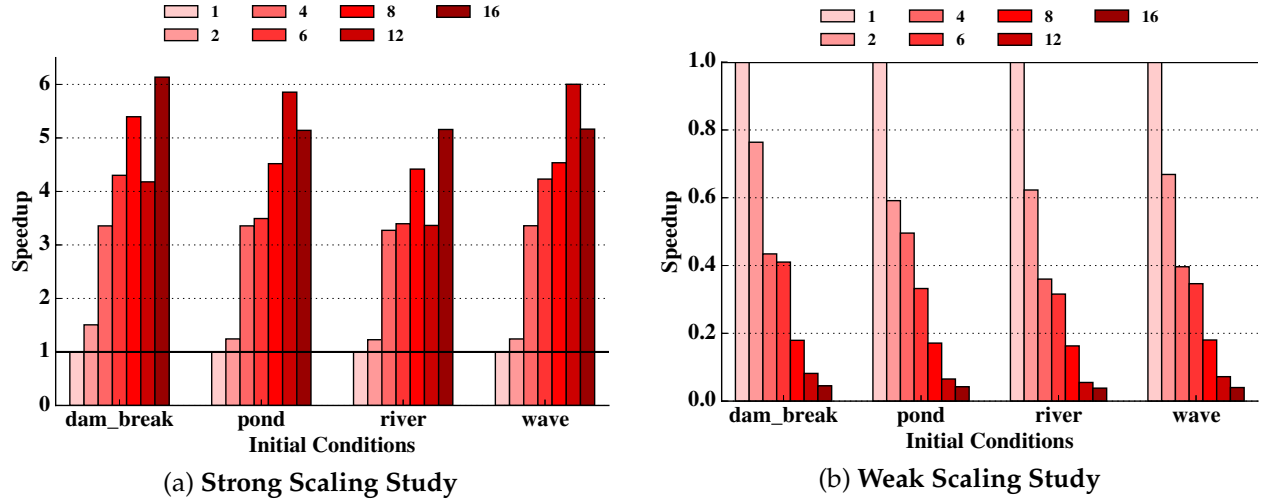 1 4 8 16
2 6 12
6
5
4
3
2
1
0
Speedup
dam_break pond river wave
Initial Conditions
(a) Strong Scaling Study
1 4 8 16
2 6 12
1.0
0.8
0.6
0.4
0.2
0.0
Speedup
dam_break pond river wave
Initial Conditions
(b) Weak Scaling Study